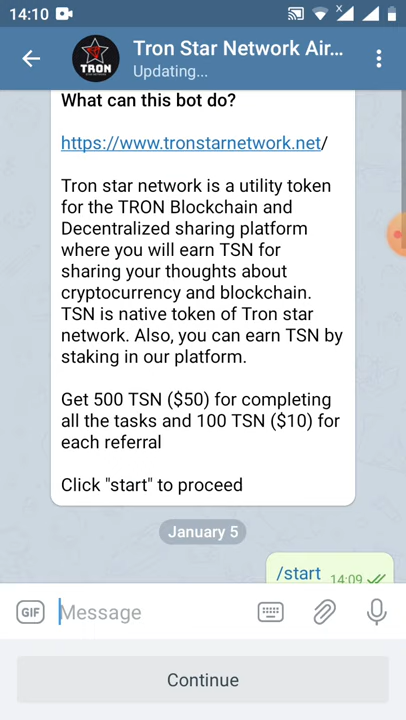 14:10
Tron Star Network Air...
Updating...
TRON
What can this bot do?
https://www.tronstarnetwork.net/
Tron star network is a utility token
for the TRON Blockchain and
Decentralized sharing platform
where you will earn TSN for
sharing your thoughts about
cryptocurrency and blockchain.
TSN is native token of Tron star
network. Also, you can earn TSN by
staking in our platform.
Get 500 TSN ($50) for completing
all the tasks and 100 TSN ($10) for
each referral
Click "start" to proceed
January 5
/start
14:09
GIF
Message
Continue